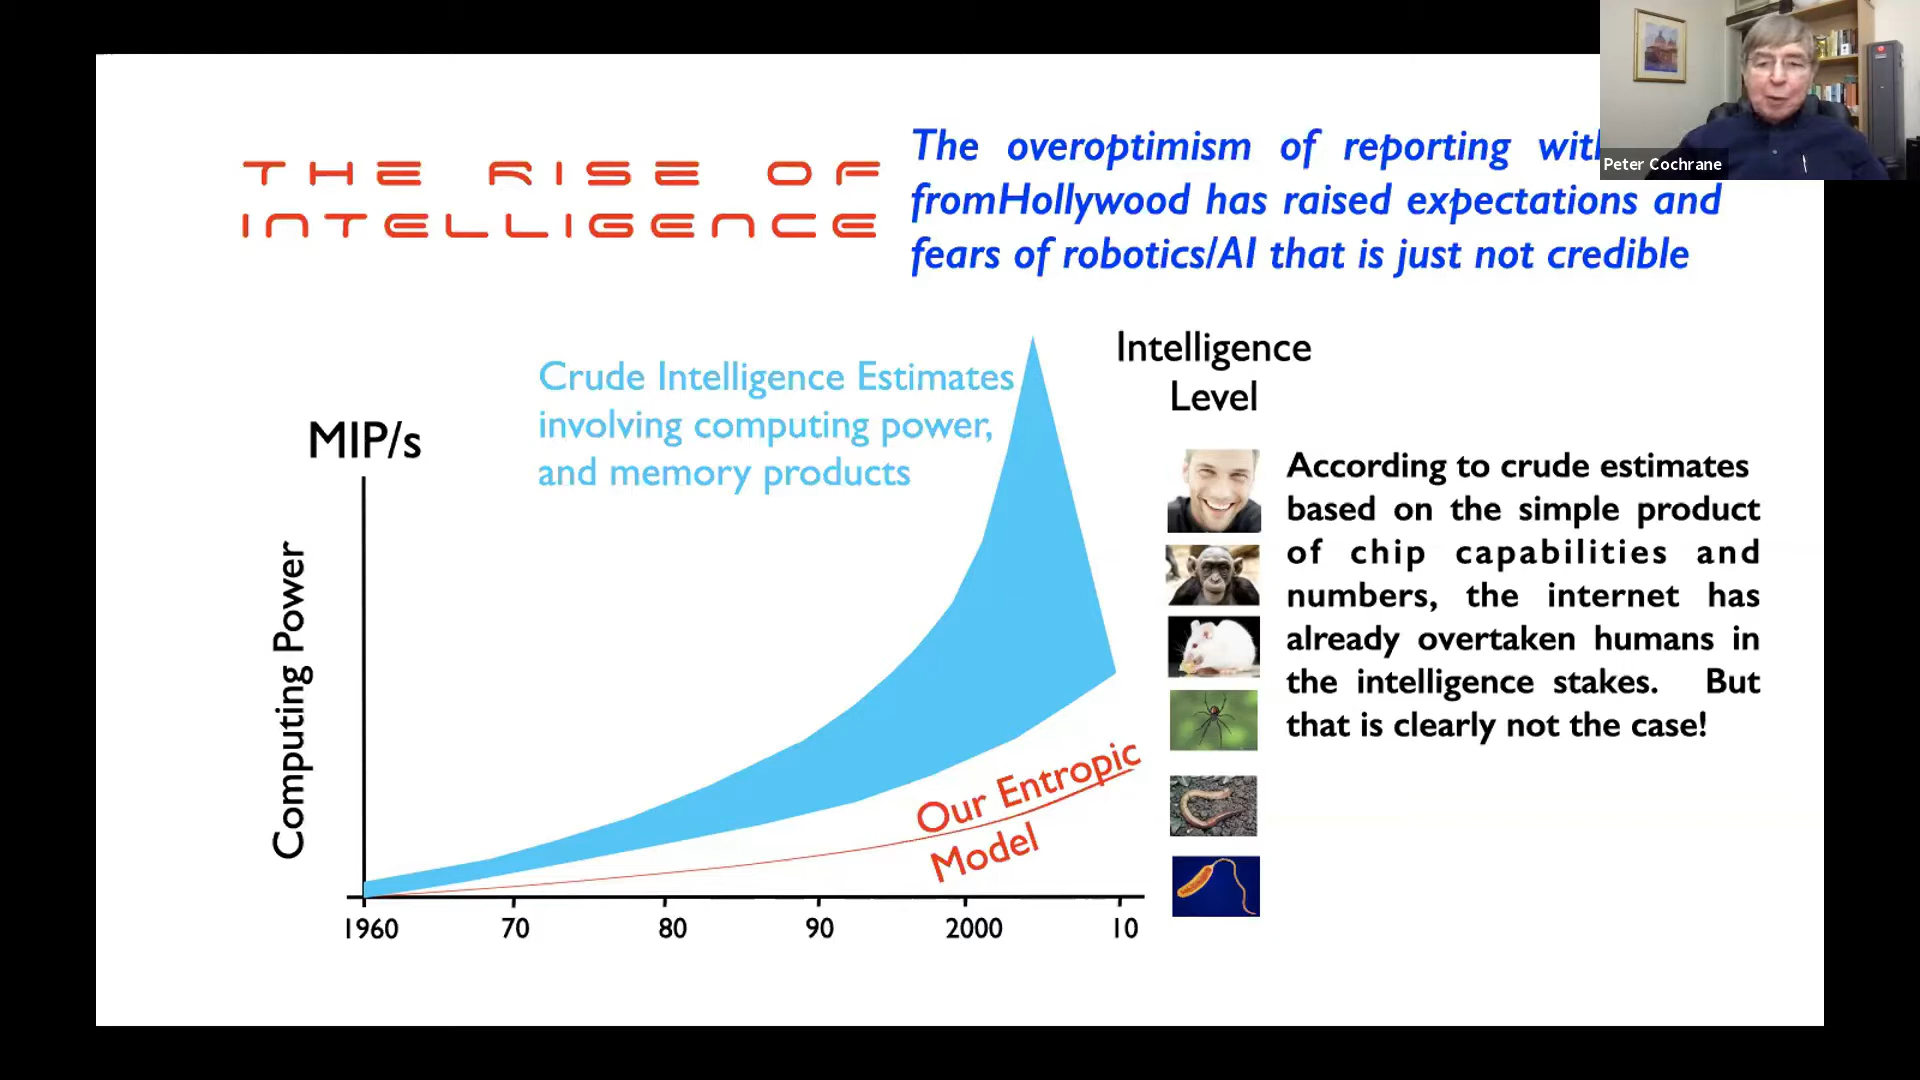 THE RISE OF
INTELLIGENCE
The overoptimism of reporting
fromHollywood has raised expectations and
fears of robotics/AI that is just not credible
Peter Cochrane
Crude Intelligence Estimates
involving computing power,
and memory products
MIP/s
Computing Power
Our Entropic
Model
1960 70 80 90 2000 10
Intelligence
Level
According to crude estimates
based on the simple product
of chip capabilities and
numbers, the internet has
already overtaken humans in
the intelligence stakes. But
that is clearly not the case!